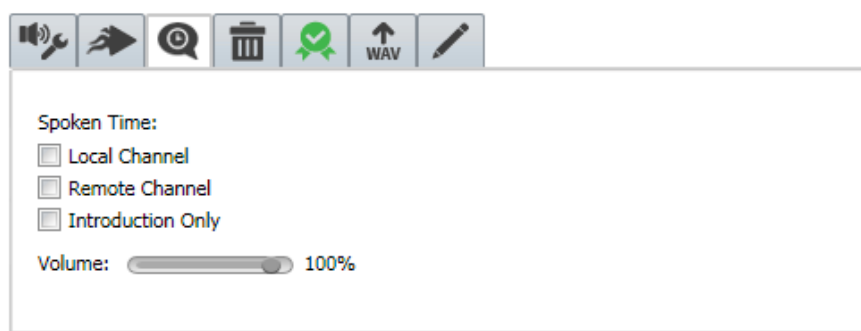 WAV
Spoken Time:
Local Channel
Remote Channel
Introduction Only
Volume: 100%